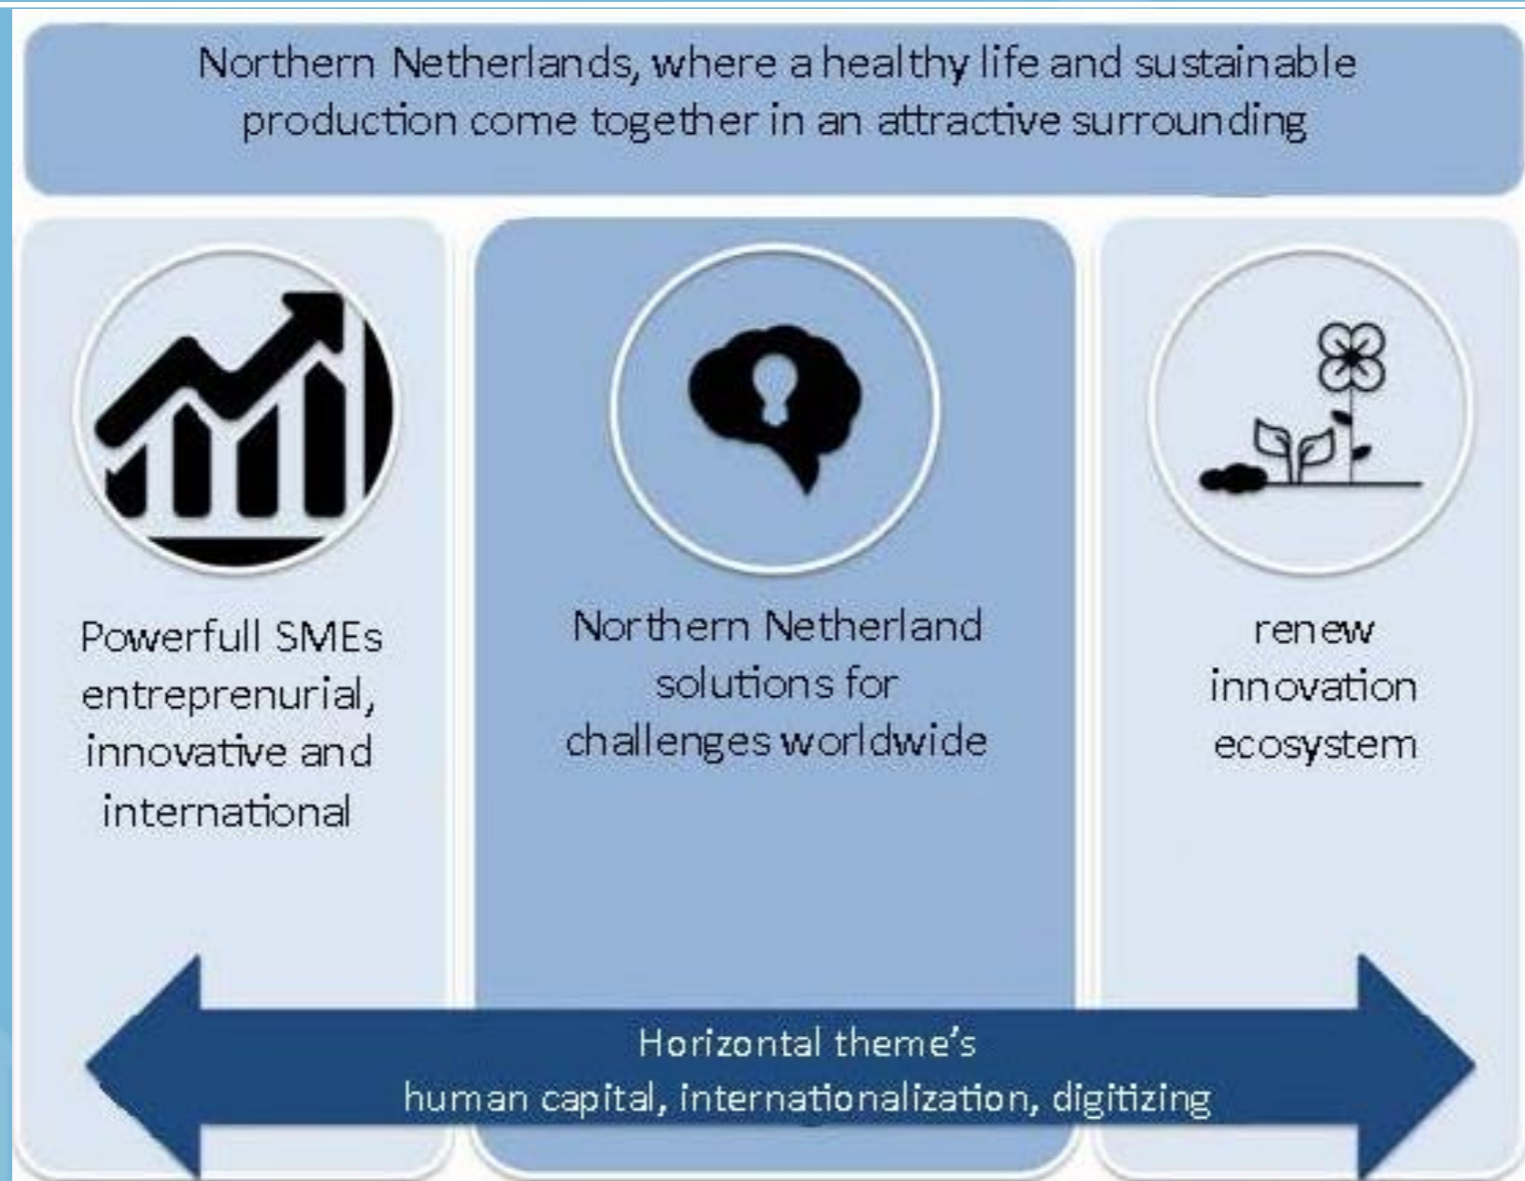 Northern Netherlands, where a healthy life and sustainable
production come together in an attractive surrounding
Powerfull SMEs
entreprenurial,
innovative and
international
Northern Netherland
solutions for
challenges worldwide
renew
innovation
ecosystem
Horizontal theme's
human capital, internationalization, digitizing